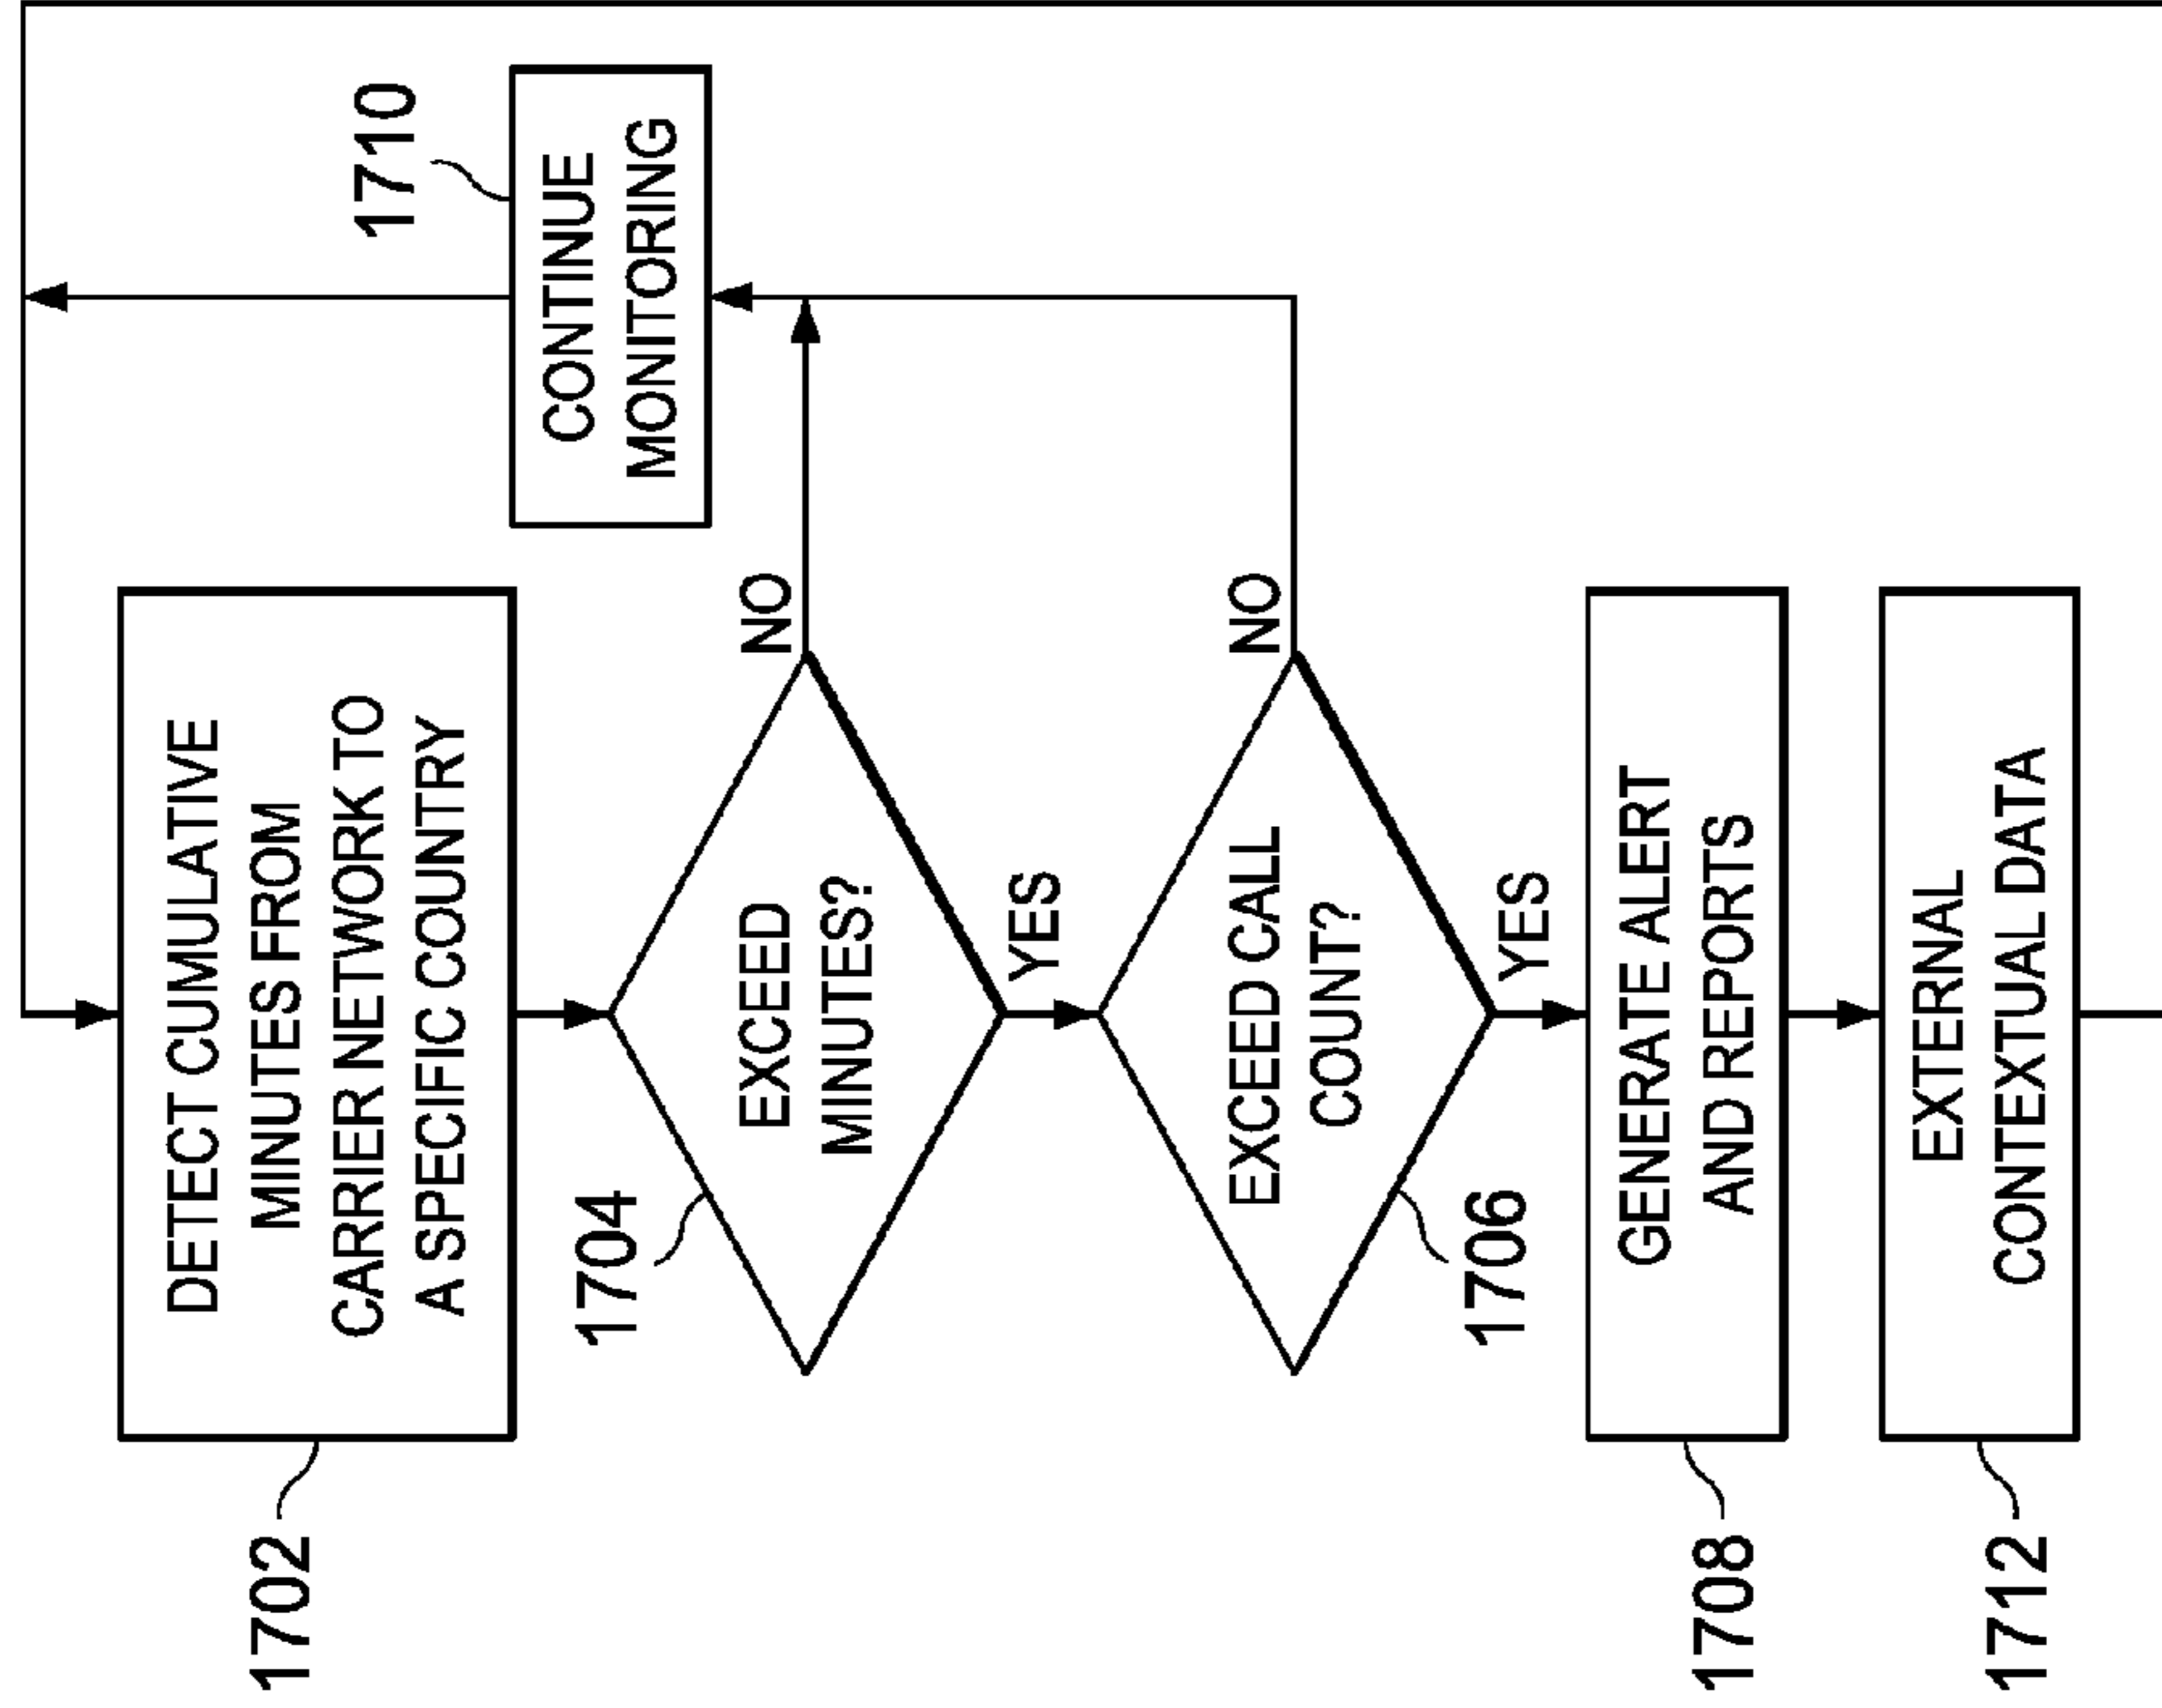 1702
DETECT CUMULATIVE
MINUTES FROM
CARRIER NETWORK TO
A SPECIFIC COUNTRY
1710
CONTINUE
MONITORING
1704
EXCEED
MINUTES?
NO
YES
EXCEED CALL
COUNT?
NO
1706
YES
1708
GENERATE ALERT
AND REPORTS
1712
EXTERNAL
CONTEXTUAL DATA